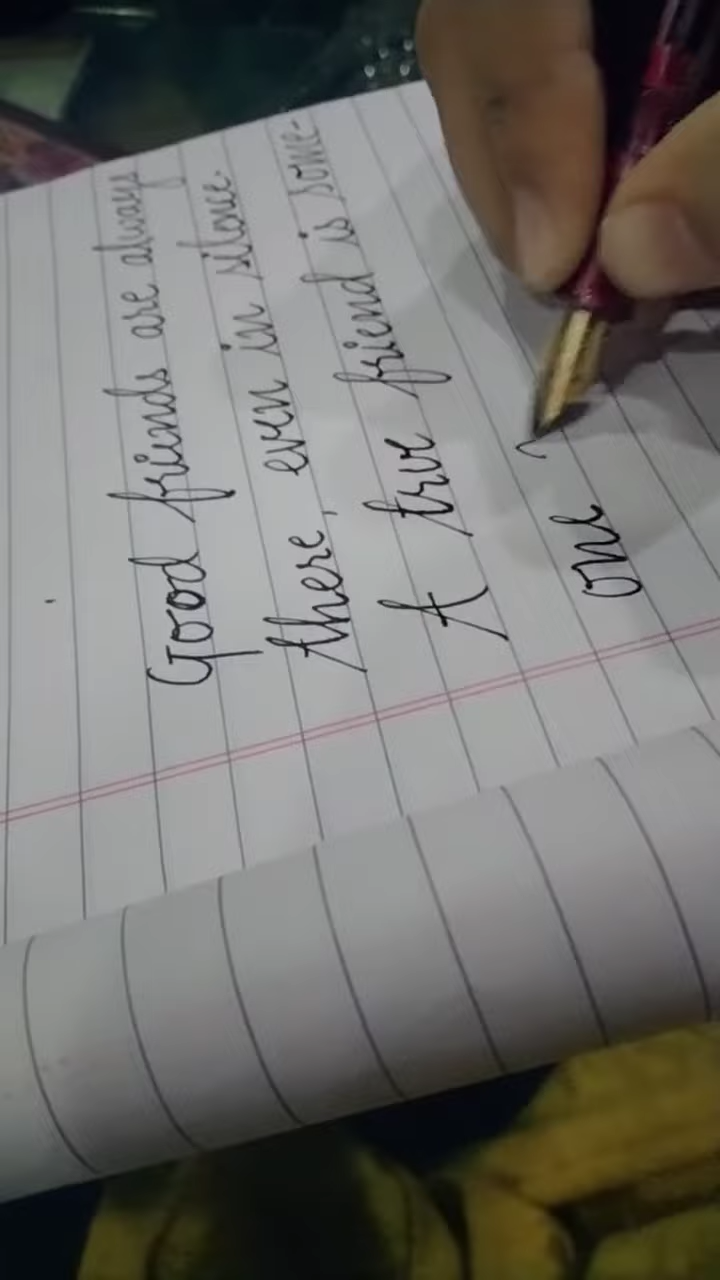 Good friends are always
there, even in silence.
A true friend is some-
one